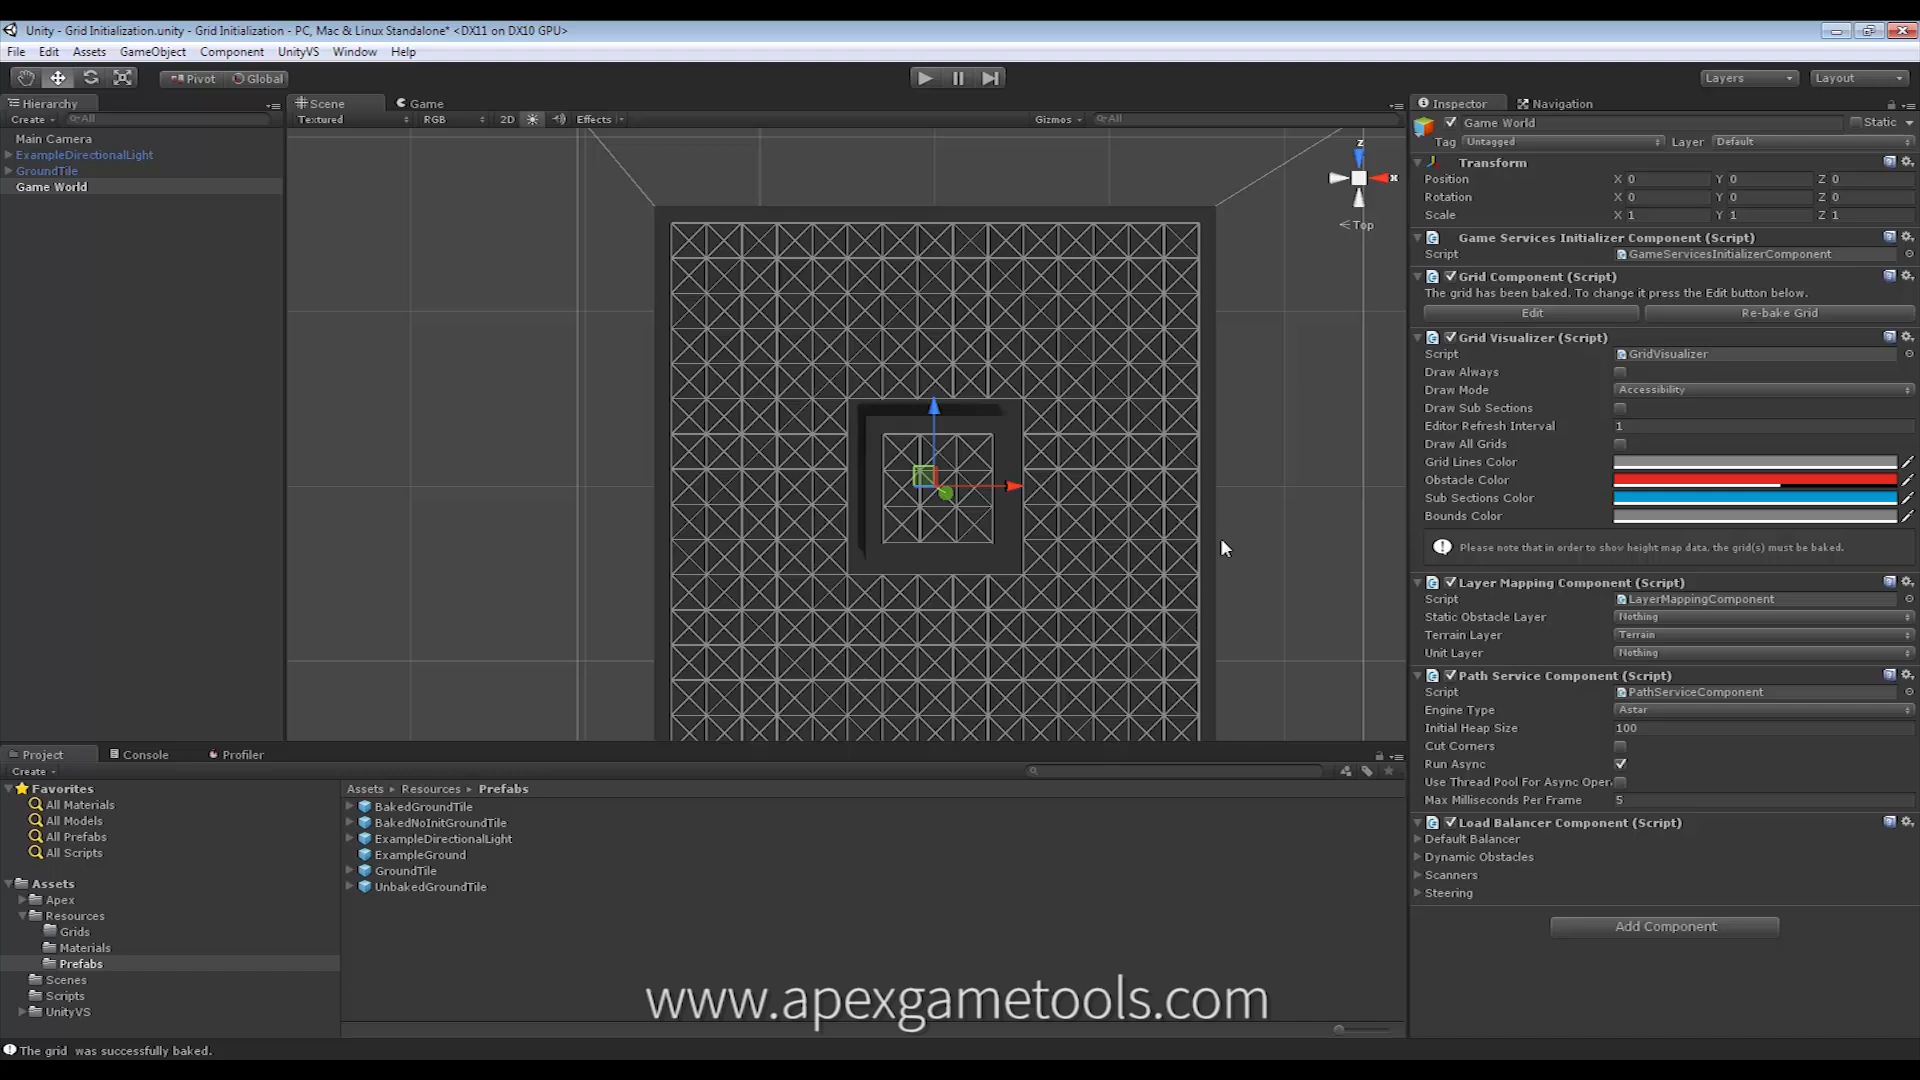 Unity - Grid Initialization.unity - Grid Initialization - PC, Mac & Linux Standalone* <DX11 on DX10 GPU>
File Edit Assets GameObject Component UnityVS Window Help
Pivot Global Layers Layout
Hierarchy
Create All
Main Camera
ExampleDirectionalLight
GroundTile
Game World
Scene Game
Textured RGB 2D Effects Gizmos All
z
x
Top
Inspector Navigation
Game World Static
Tag Untagged Layer Default
Transform
Position X 0 Y 0 Z 0
Rotation X 0 Y 0 Z 0
Scale X 1 Y 1 Z 1
Game Services Initializer Component (Script)
Script GameServicesInitializerComponent
Grid Component (Script)
The grid has been baked. To change it press the Edit button below.
Edit Re-bake Grid
Grid Visualizer (Script)
Script GridVisualizer
Draw Always
Draw Mode Accessibility
Draw Sub Sections
Editor Refresh Interval 1
Draw All Grids
Grid Lines Color
Obstacle Color
Sub Sections Color
Bounds Color
Please note that in order to show height map data, the grid(s) must be baked.
Layer Mapping Component (Script)
Script LayerMappingComponent
Static Obstacle Layer Nothing
Terrain Layer Terrain
Unit Layer Nothing
Path Service Component (Script)
Script PathServiceComponent
Engine Type Astar
Initial Heap Size 100
Cut Corners
Run Async
Use Thread Pool For Async Oper
Max Milliseconds Per Frame 5
Load Balancer Component (Script)
Default Balancer
Dynamic Obstacles
Scanners
Steering
Add Component
Project Console Profiler
Create
Favorites
All Materials
All Models
All Prefabs
All Scripts
Assets
Apex
Resources
Grids
Materials
Prefabs
Scenes
Scripts
UnityVS
Assets Resources Prefabs
BakedGroundTile
BakedNoInitGroundTile
ExampleDirectionalLight
ExampleGround
GroundTile
UnbakedGroundTile
www.apexgametools.com
The grid was successfully baked.